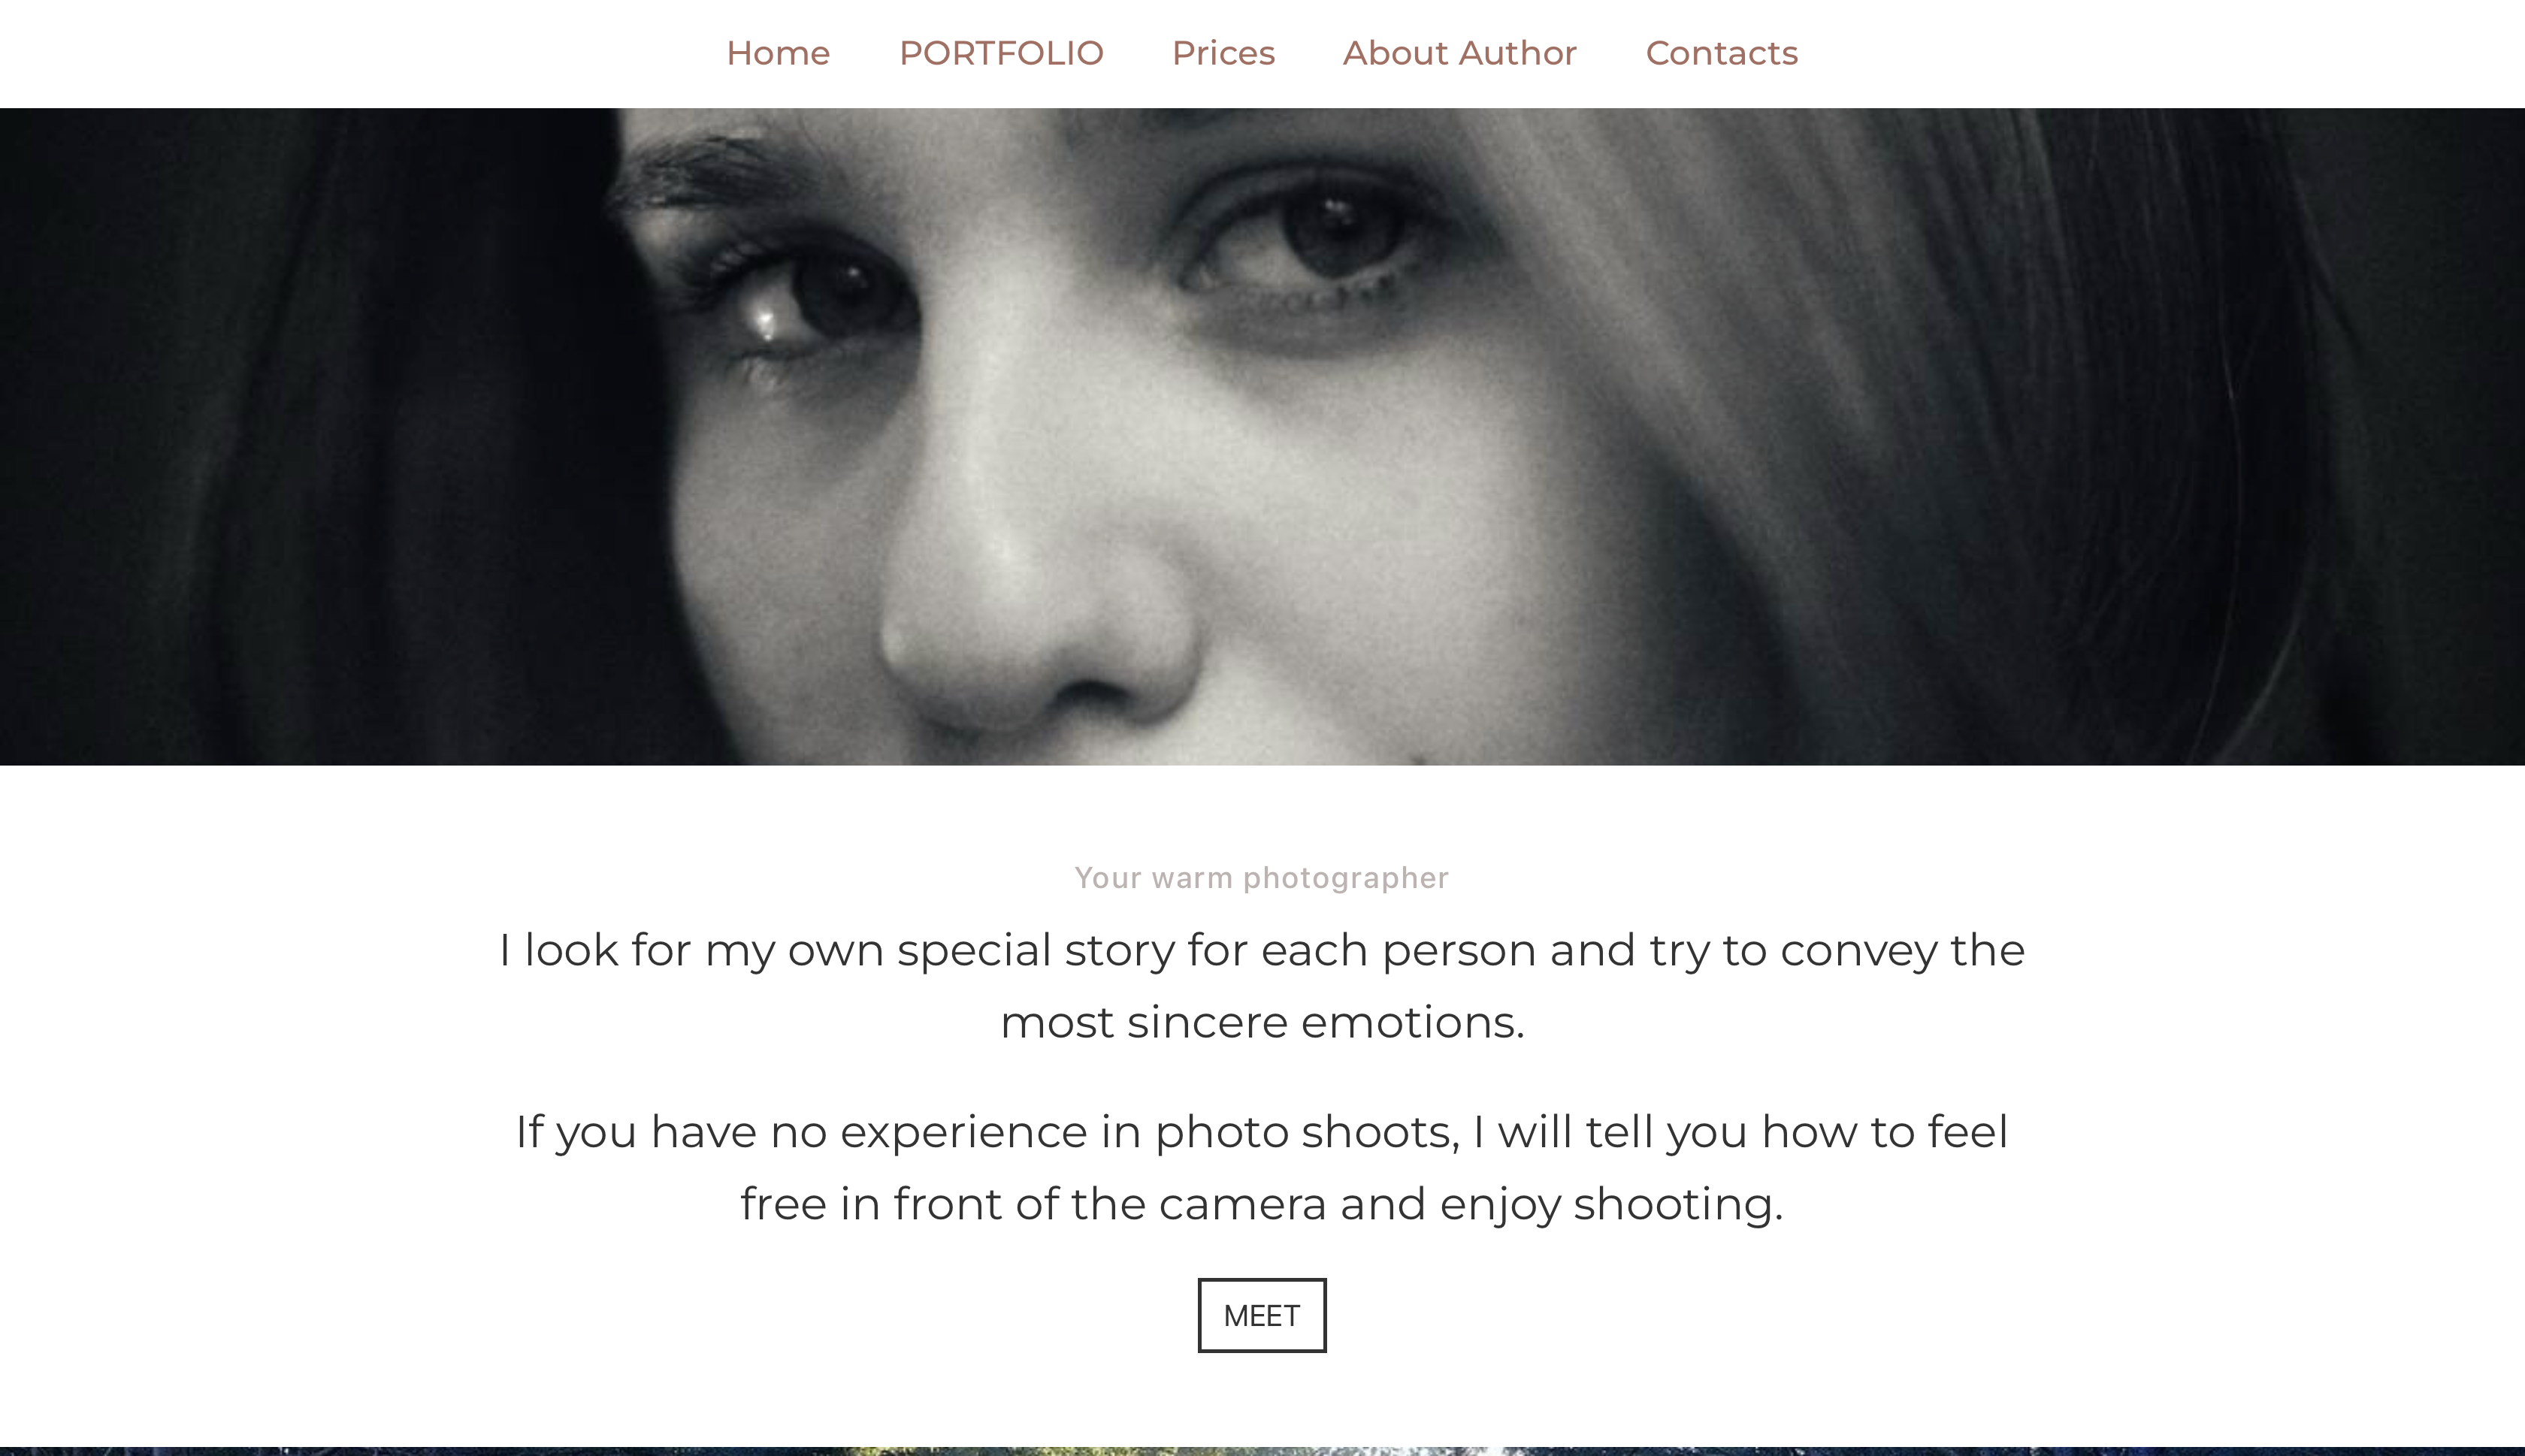 Home PORTFOLIO Prices About Author Contacts
Your warm photographer
I look for my own special story for each person and try to convey the
most sincere emotions.
If you have no experience in photo shoots, I will tell you how to feel
free in front of the camera and enjoy shooting.
MEET